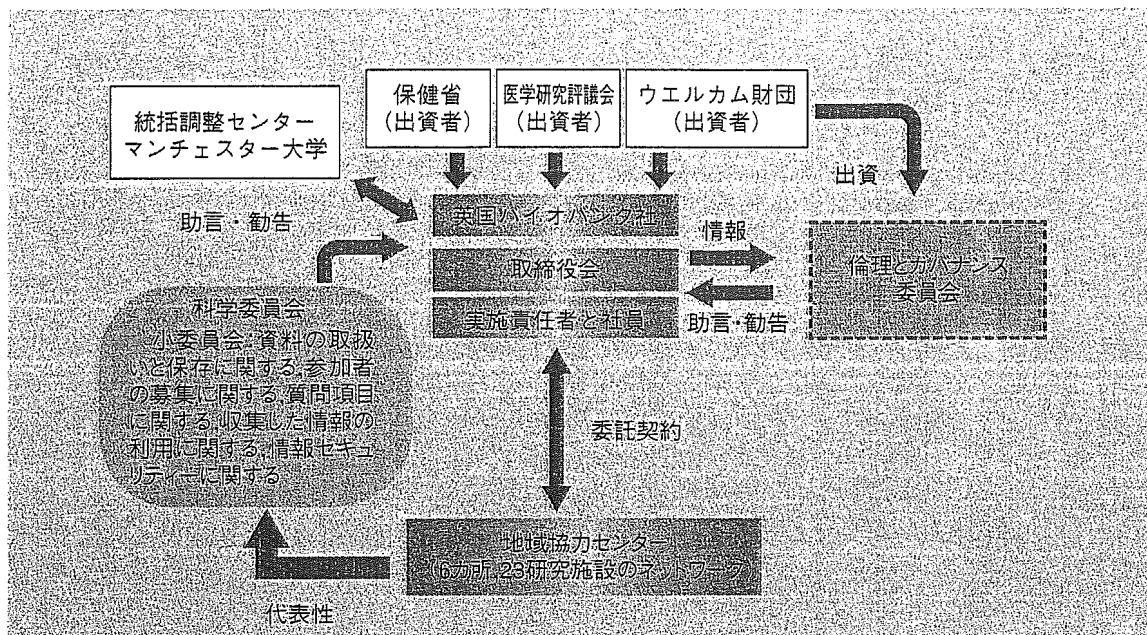 統括調整センター
マンチェスター大学
保健省
(出資者)
医学研究評議会
(出資者)
ウエルカム財団
(出資者)
出資
助言・勧告
英国バイオバンク社
取締役会
実施責任者と社員
情報
助言・勧告
倫理とガバナンス
委員会
科学委員会
小委員会:資料の取扱
いと保存に関する,参加者
の募集に関する,質問項目
に関する,収集した情報の
利用に関する,情報セキュ
リティーに関する
委託契約
地域協力センター
(6カ所,23研究施設のネットワーク)
代表性